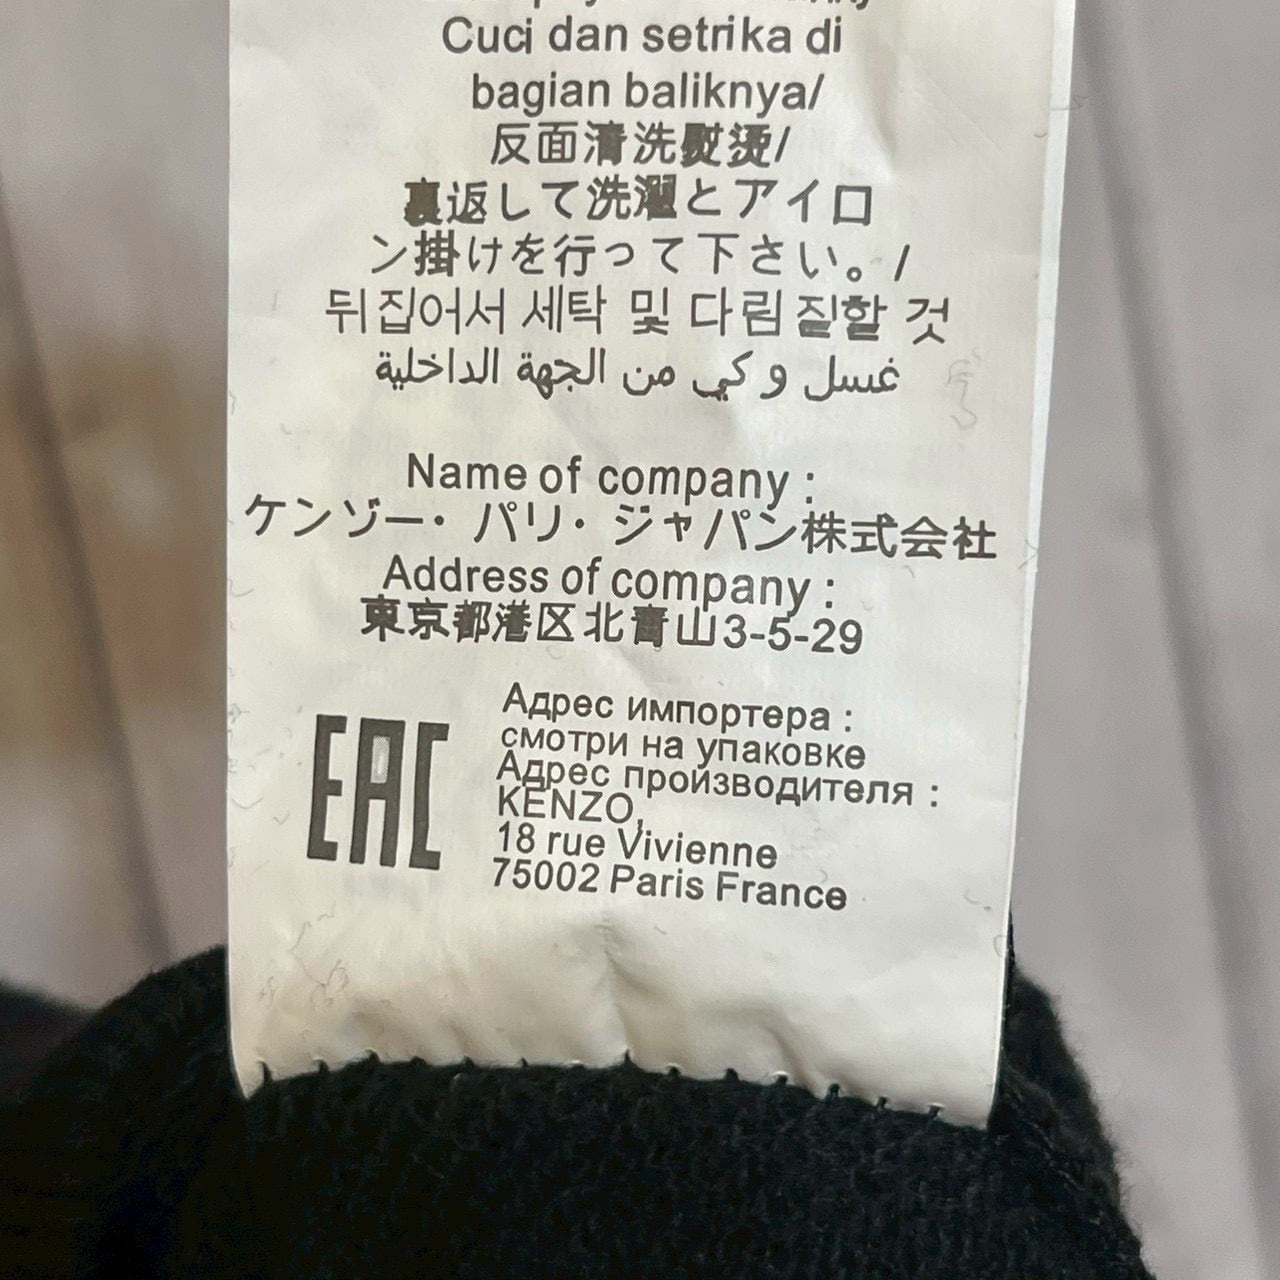 Cuci dan setrika di
bagian baliknya/
反面清洗熨烫/
裏返して洗濯とアイロ
ン掛けを行って下さい。/
뒤집어서 세탁 및 다림질할 것
غسل و كي من الجهة الداخلية
Name of company :
ケンゾー・パリ・ジャパン株式会社
Address of company :
東京都港区北青山3-5-29
EAC
Адрес импортера :
смотри на упаковке
Адрес производителя :
KENZO,
18 rue Vivienne
75002 Paris France